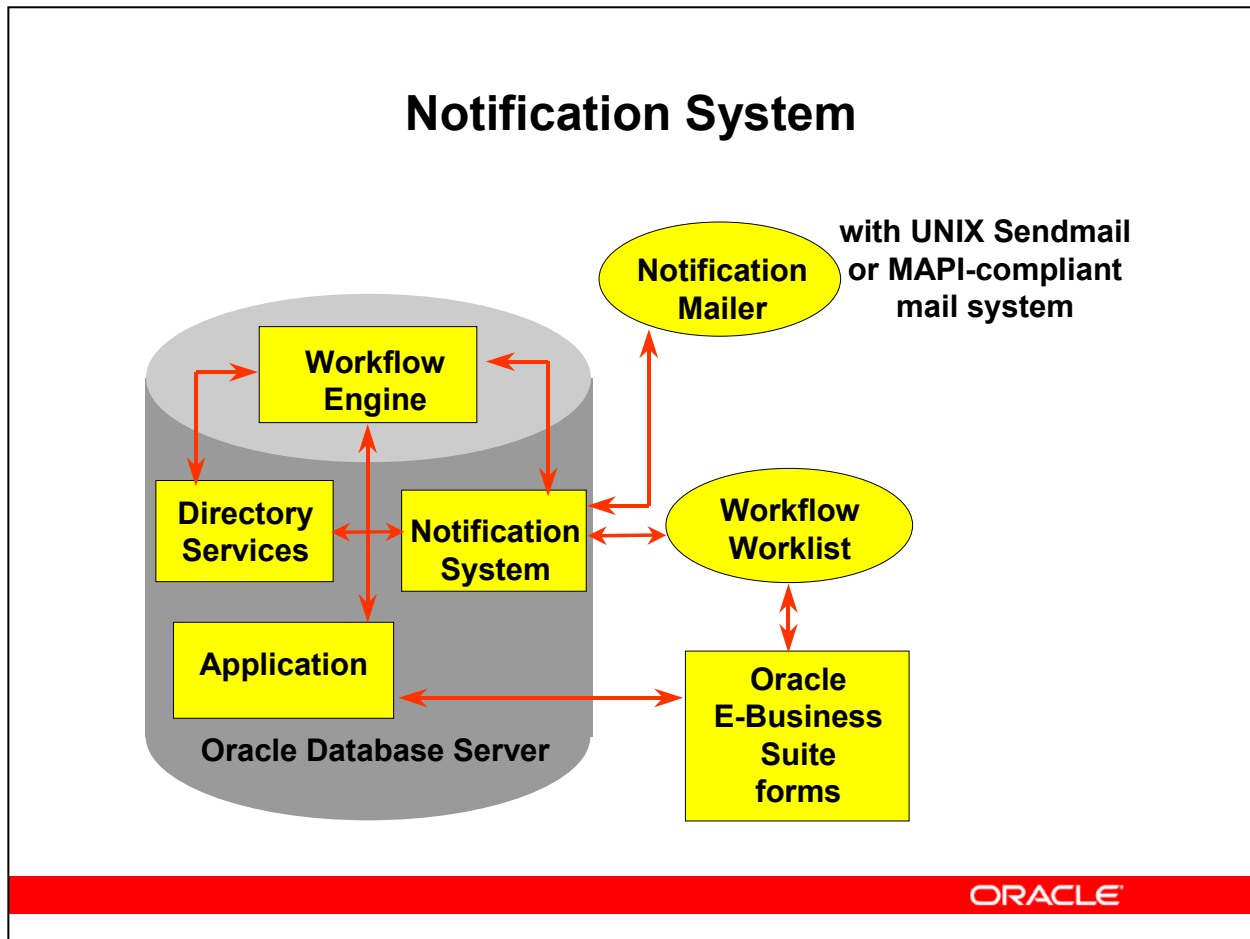 Notification System
with UNIX Sendmail
or MAPI-compliant
mail system
Notification
Mailer
Workflow
Engine
Directory
Services
Notification
System
Workflow
Worklist
Application
Oracle
E-Business
Suite
forms
Oracle Database Server
ORACLE